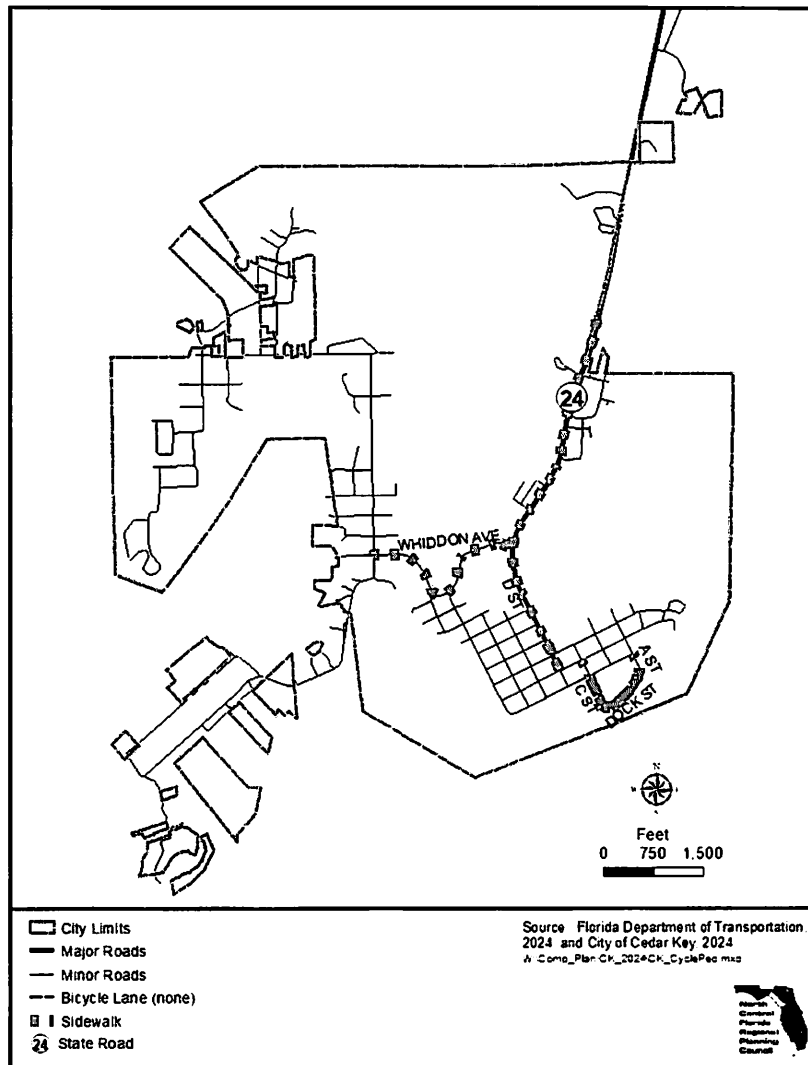 24
WHIDDON AVE
D ST
A ST
C ST
DOCK ST
N
Feet
0 750 1,500
City Limits
Major Roads
Minor Roads
Bicycle Lane (none)
Sidewalk
24 State Road
Source Florida Department of Transportation,
2024 and City of Cedar Key, 2024
North
Central
Florida
Regional
Planning
Council